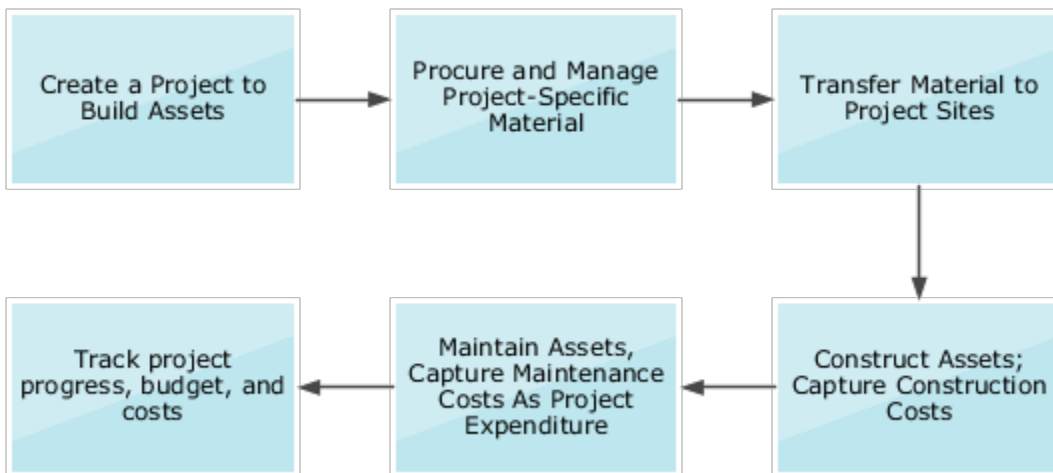 Create a Project to
Build Assets
Procure and Manage
Project-Specific
Material
Transfer Material to
Project Sites
Construct Assets;
Capture Construction
Costs
Maintain Assets,
Capture Maintenance
Costs As Project
Expenditure
Track project
progress, budget, and
costs